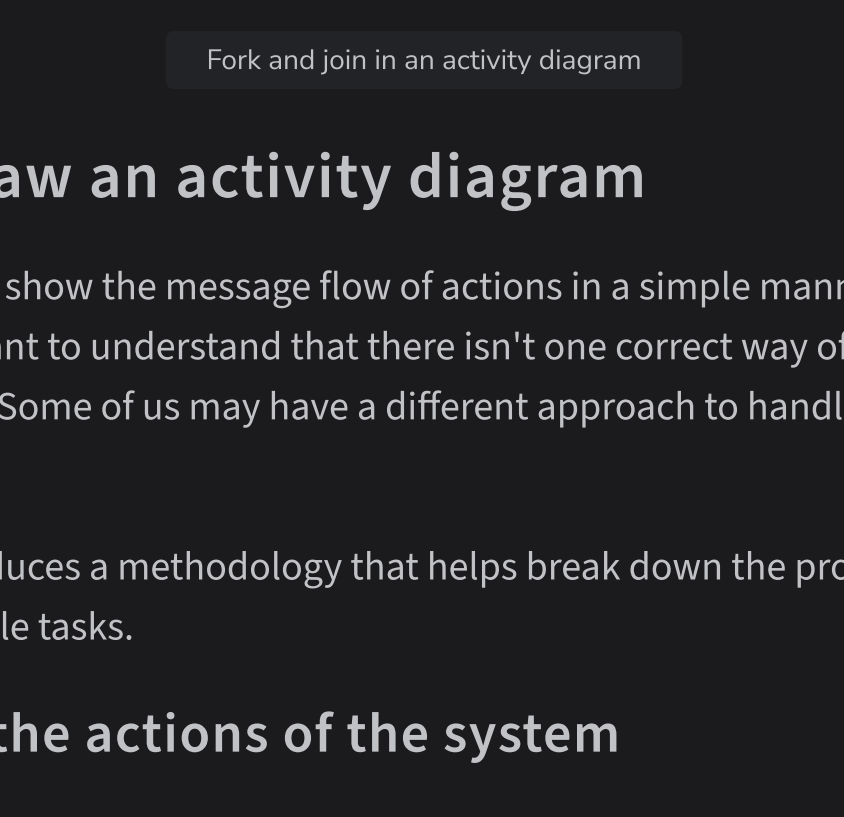 Fork and join in an activity diagram
aw an activity diagram
show the message flow of actions in a simple mann
nt to understand that there isn't one correct way of
Some of us may have a different approach to handl
duces a methodology that helps break down the pro
le tasks.
the actions of the system